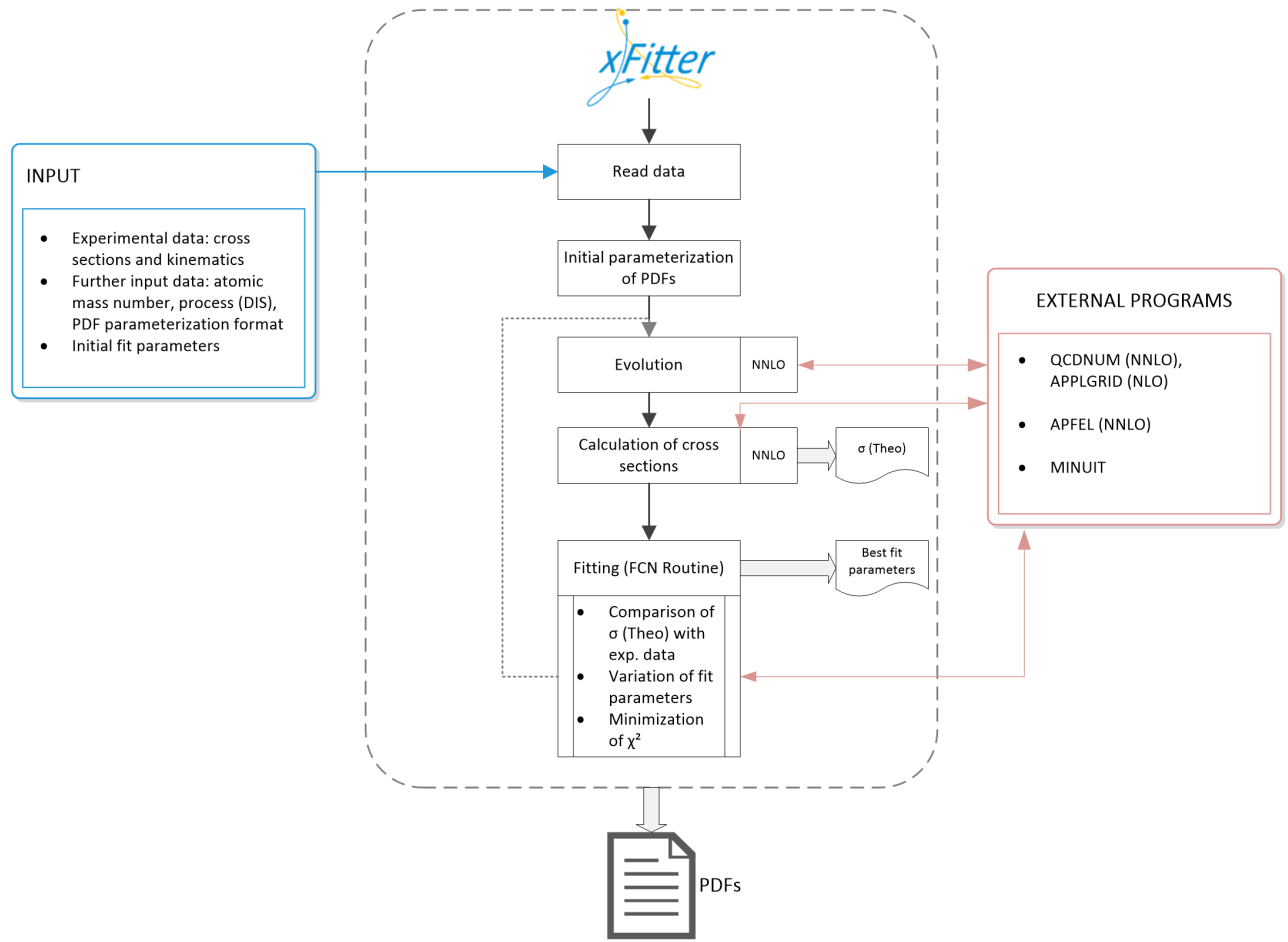 xFitter
Read data
INPUT
• Experimental data: cross
sections and kinematics
• Further input data: atomic
mass number, process (DIS),
PDF parameterization format
• Initial fit parameters
Initial parameterization
of PDFs
Evolution
NNLO
Calculation of cross
sections
NNLO
σ (Theo)
Fitting (FCN Routine)
Best fit
parameters
• Comparison of
σ (Theo) with
exp. data
• Variation of fit
parameters
• Minimization
of χ²
EXTERNAL PROGRAMS
• QCDNUM (NNLO),
APPLGRID (NLO)
• APFEL (NNLO)
• MINUIT
PDFs